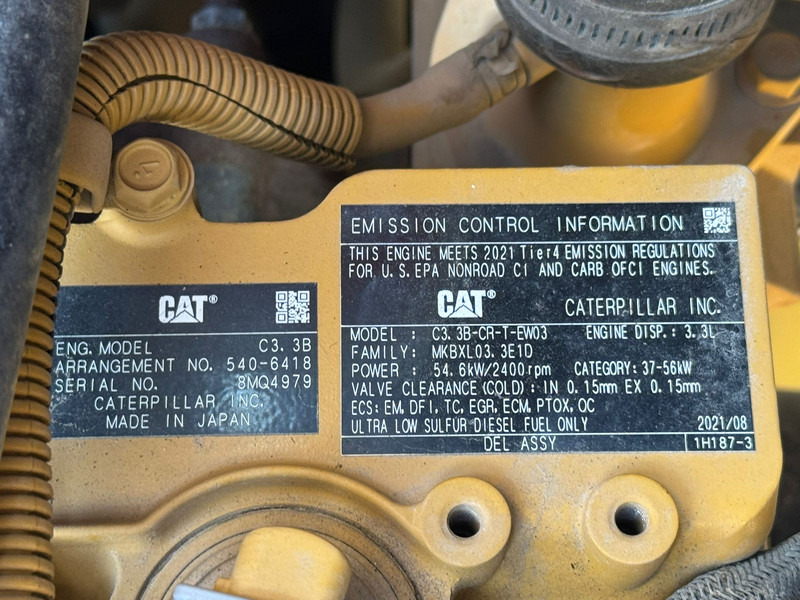 CAT®
ENG. MODEL C3.3B
ARRANGEMENT NO. 540-6418
SERIAL NO. 8MQ4979
CATERPILLAR INC.
MADE IN JAPAN
EMISSION CONTROL INFORMATION
THIS ENGINE MEETS 2021 Tier4 EMISSION REGULATIONS
FOR U.S. EPA NONROAD CI AND CARB OFCI ENGINES.
CAT® CATERPILLAR INC.
MODEL : C3.3B-CR-T-EW03 ENGINE DISP.: 3.3L
FAMILY: MKBXL03.3E1D
POWER : 54.6kW/2400rpm CATEGORY: 37-56kW
VALVE CLEARANCE(COLD): IN 0.15mm EX 0.15mm
ECS: EM, DFI, TC, EGR, ECM, PTOX, OC
ULTRA LOW SULFUR DIESEL FUEL ONLY 2021/08
DEL ASSY 1H187-3